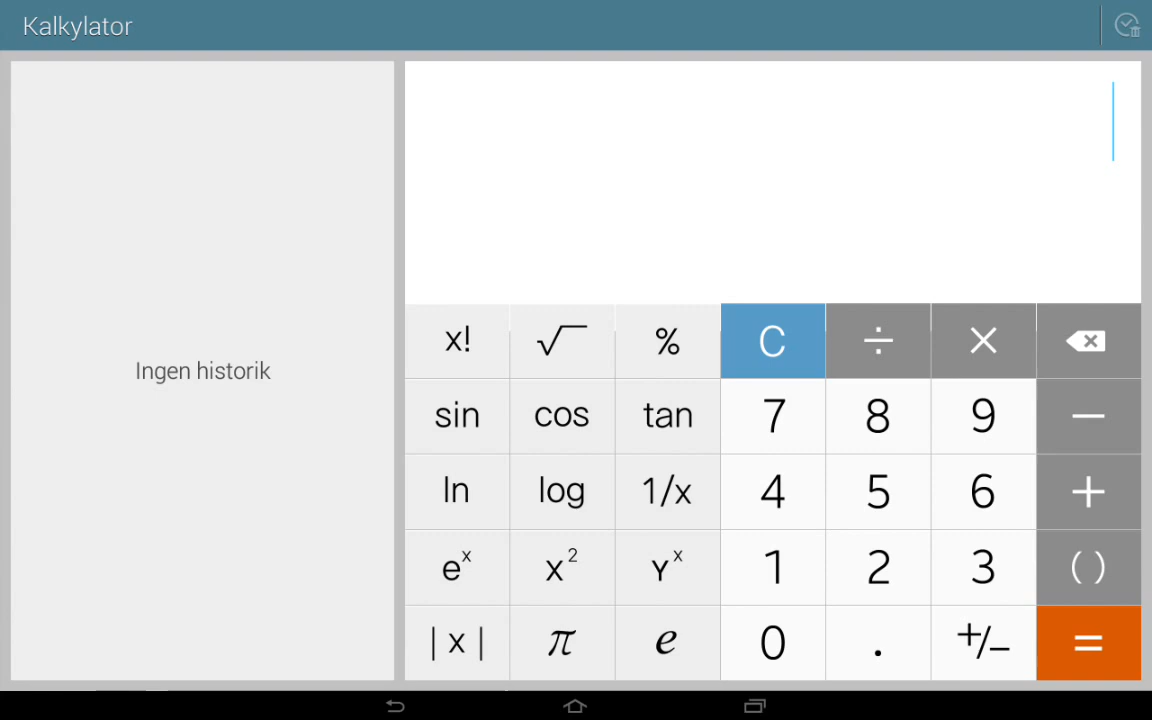 Kalkylator
Ingen historik
x! √ % C ÷ ×
sin cos tan 7 8 9 −
ln log 1/x 4 5 6 +
eˣ x² Yˣ 1 2 3 ( )
|x| π e 0 . +/− =